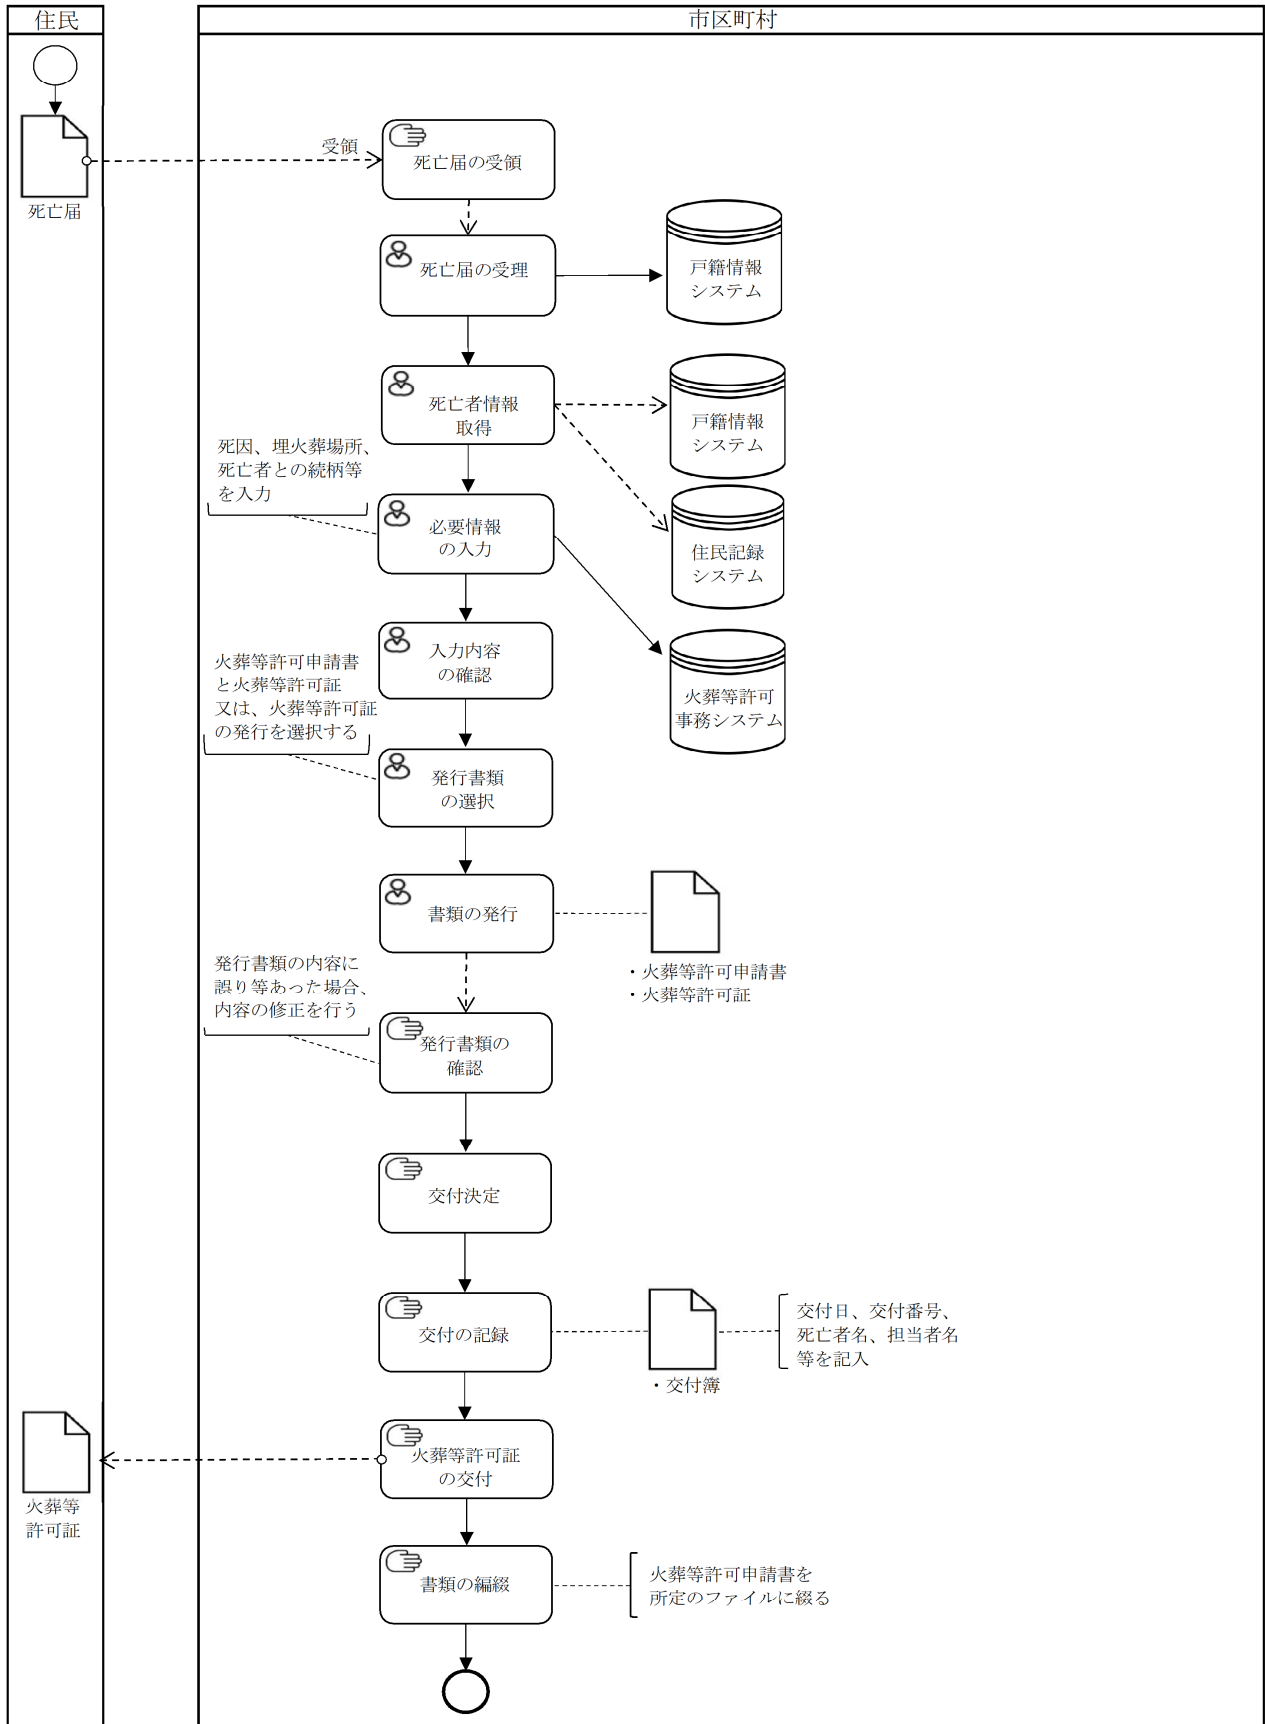 住民
市区町村
受領
死亡届の受領
死亡届
死亡届の受理
戸籍情報
システム
死亡者情報
取得
戸籍情報
システム
死因、埋火葬場所、
死亡者との続柄等
を入力
必要情報
の入力
住民記録
システム
入力内容
の確認
火葬等許可
事務システム
火葬等許可申請書
と火葬等許可証
又は、火葬等許可証
の発行を選択する
発行書類
の選択
書類の発行
・火葬等許可申請書
・火葬等許可証
発行書類の内容に
誤り等あった場合、
内容の修正を行う
発行書類の
確認
交付決定
交付の記録
・交付簿
交付日、交付番号、
死亡者名、担当者名
等を記入
火葬等許可証
の交付
火葬等
許可証
書類の編綴
火葬等許可申請書を
所定のファイルに綴る